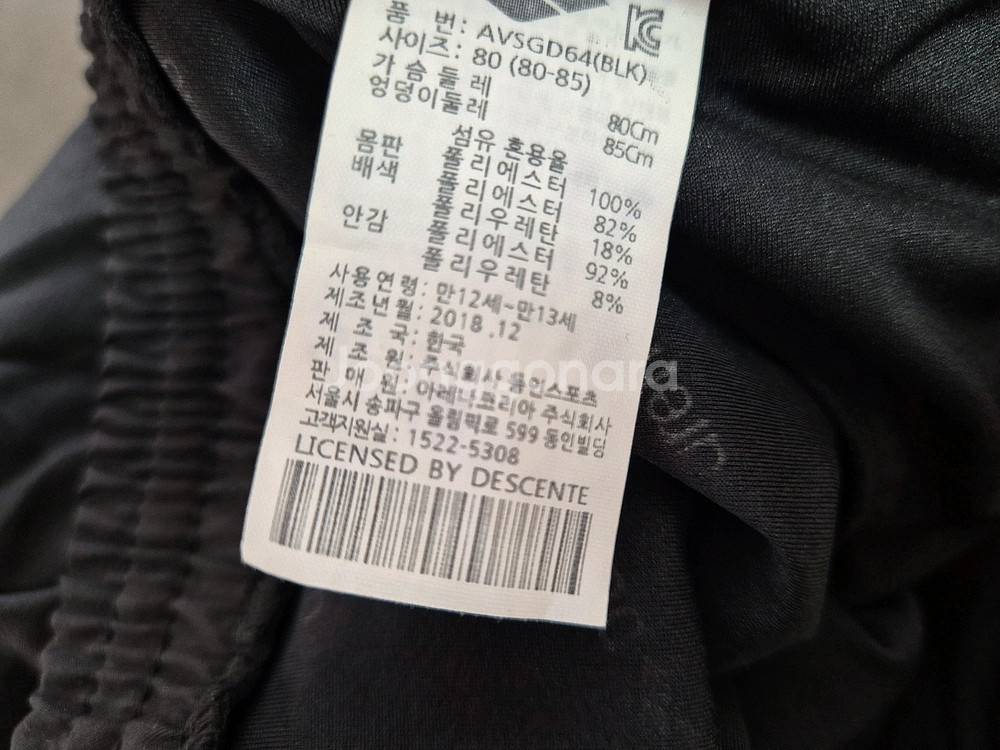 품 번: AVSGD64(BLK)
사이즈: 80 (80-85)
가 슴 둘 레 80Cm
엉덩이둘레 85Cm
섬유 혼용율
몸판 폴리에스터 100%
배색 폴리에스터 82%
폴리우레탄 18%
안감 폴리에스터 92%
폴리우레탄 8%
사용연령: 만12세~만13세
제조년월: 2018.12
제 조 국: 한국
제 조 원: 주식회사 스포츠
판 매 원: 아레나코리아 주식회사
서울시 송파구 올림픽로 599 동인빌딩
고객지원실: 1522-5308
LICENSED BY DESCENTE